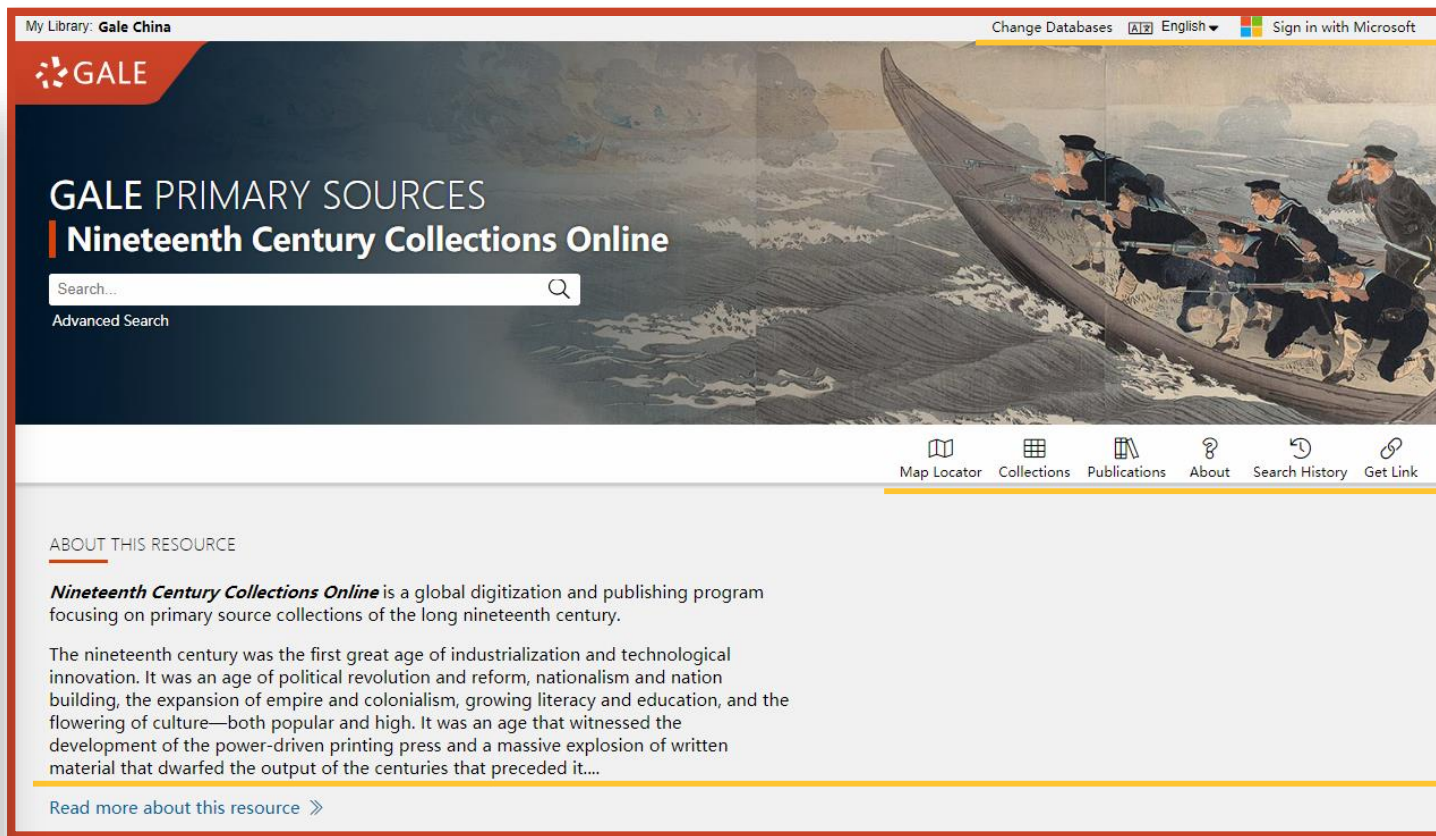 My Library: Gale China
Change Databases English Sign in with Microsoft
GALE
GALE PRIMARY SOURCES
Nineteenth Century Collections Online
Search...
Advanced Search
Map Locator Collections Publications About Search History Get Link
ABOUT THIS RESOURCE
Nineteenth Century Collections Online is a global digitization and publishing program
focusing on primary source collections of the long nineteenth century.
The nineteenth century was the first great age of industrialization and technological
innovation. It was an age of political revolution and reform, nationalism and nation
building, the expansion of empire and colonialism, growing literacy and education, and the
flowering of culture—both popular and high. It was an age that witnessed the
development of the power-driven printing press and a massive explosion of written
material that dwarfed the output of the centuries that preceded it....
Read more about this resource »